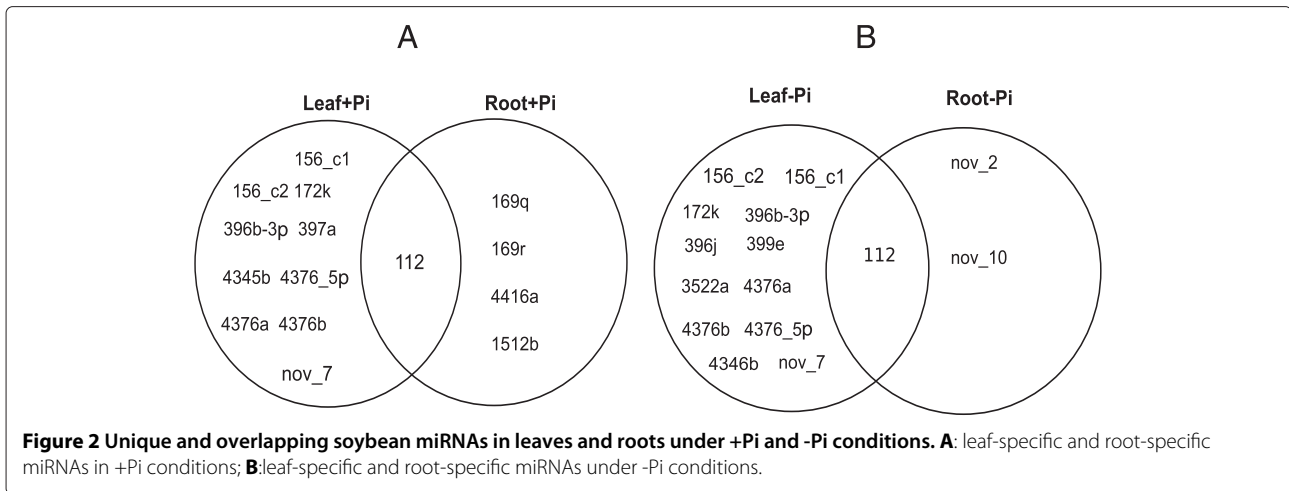 A
B
Leaf+Pi
Root+Pi
156_c1
156_c2 172k
396b-3p 397a
4345b 4376_5p
4376a 4376b
nov_7
112
169q
169r
4416a
1512b
Leaf-Pi
Root-Pi
156_c2 156_c1
172k 396b-3p
396j 399e
3522a 4376a
4376b 4376_5p
4346b nov_7
112
nov_2
nov_10
Figure 2 Unique and overlapping soybean miRNAs in leaves and roots under +Pi and -Pi conditions. A: leaf-specific and root-specific
miRNAs in +Pi conditions; B:leaf-specific and root-specific miRNAs under -Pi conditions.